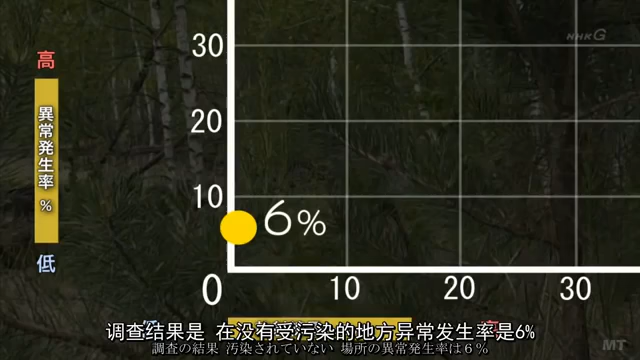 NHK G
高
30
異常発生率 %
20
10
6%
低
0
10
20
30
低
高
调查结果是 在没有受污染的地方异常发生率是6%
調査の結果 汚染されていない 場所の異常発生率は6%
MT